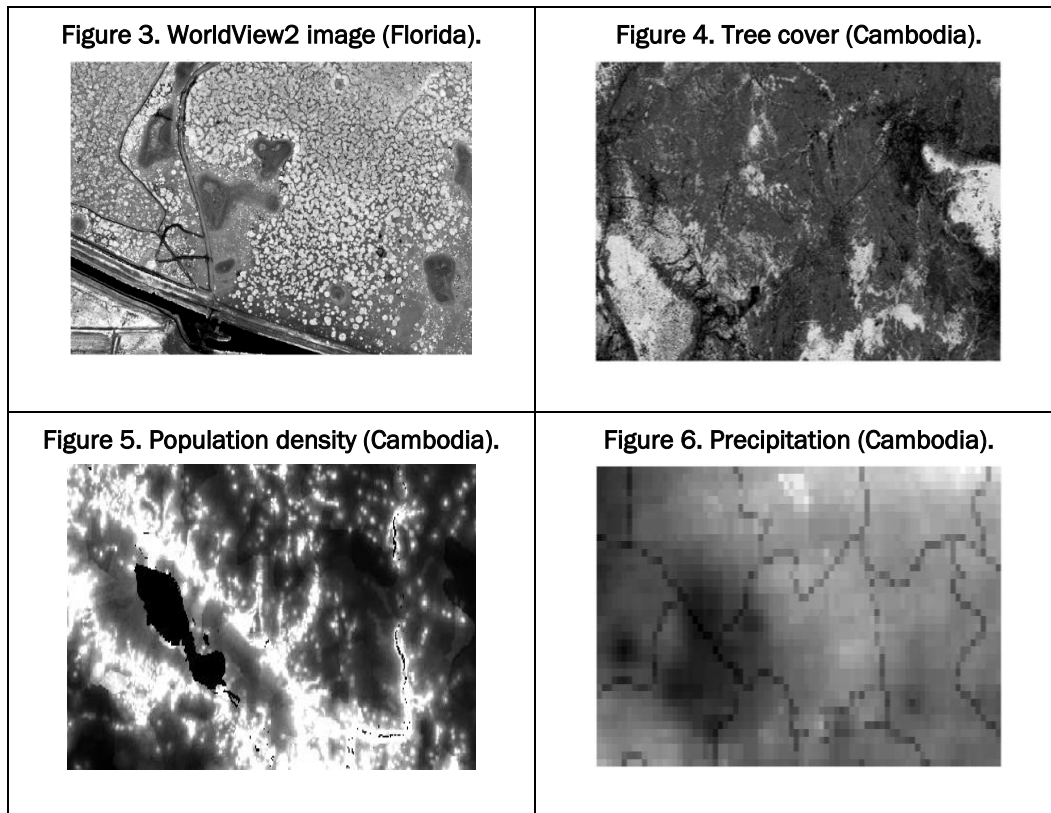 Figure 3. WorldView2 image (Florida).
Figure 4. Tree cover (Cambodia).
Figure 5. Population density (Cambodia).
Figure 6. Precipitation (Cambodia).